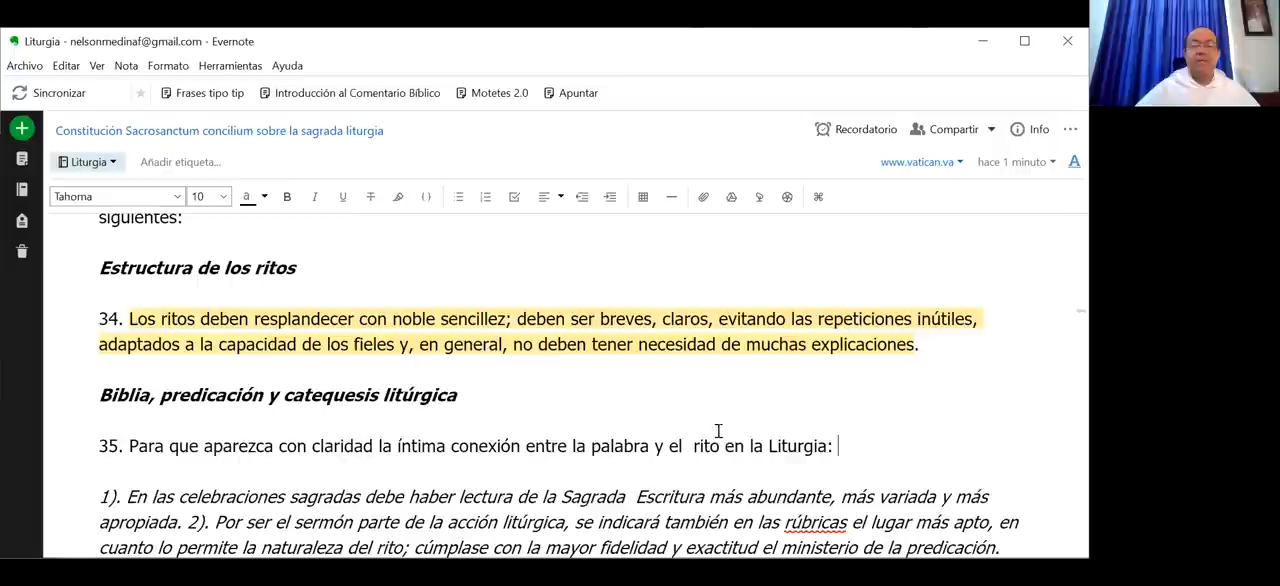 Liturgia - nelsonmedinaf@gmail.com - Evernote
Archivo Editar Ver Nota Formato Herramientas Ayuda
Sincronizar Frases tipo tip Introducción al Comentario Bíblico Motetes 2.0 Apuntar
Constitución Sacrosanctum concilium sobre la sagrada liturgia Recordatorio Compartir Info
Liturgia Añadir etiqueta... www.vatican.va hace 1 minuto
Tahoma 10
siguientes:
Estructura de los ritos
34. Los ritos deben resplandecer con noble sencillez; deben ser breves, claros, evitando las repeticiones inútiles,
adaptados a la capacidad de los fieles y, en general, no deben tener necesidad de muchas explicaciones.
Biblia, predicación y catequesis litúrgica
35. Para que aparezca con claridad la íntima conexión entre la palabra y el  rito en la Liturgia:
1). En las celebraciones sagradas debe haber lectura de la Sagrada  Escritura más abundante, más variada y más
apropiada. 2). Por ser el sermón parte de la acción litúrgica, se indicará también en las rúbricas el lugar más apto, en
cuanto lo permite la naturaleza del rito; cúmplase con la mayor fidelidad y exactitud el ministerio de la predicación.